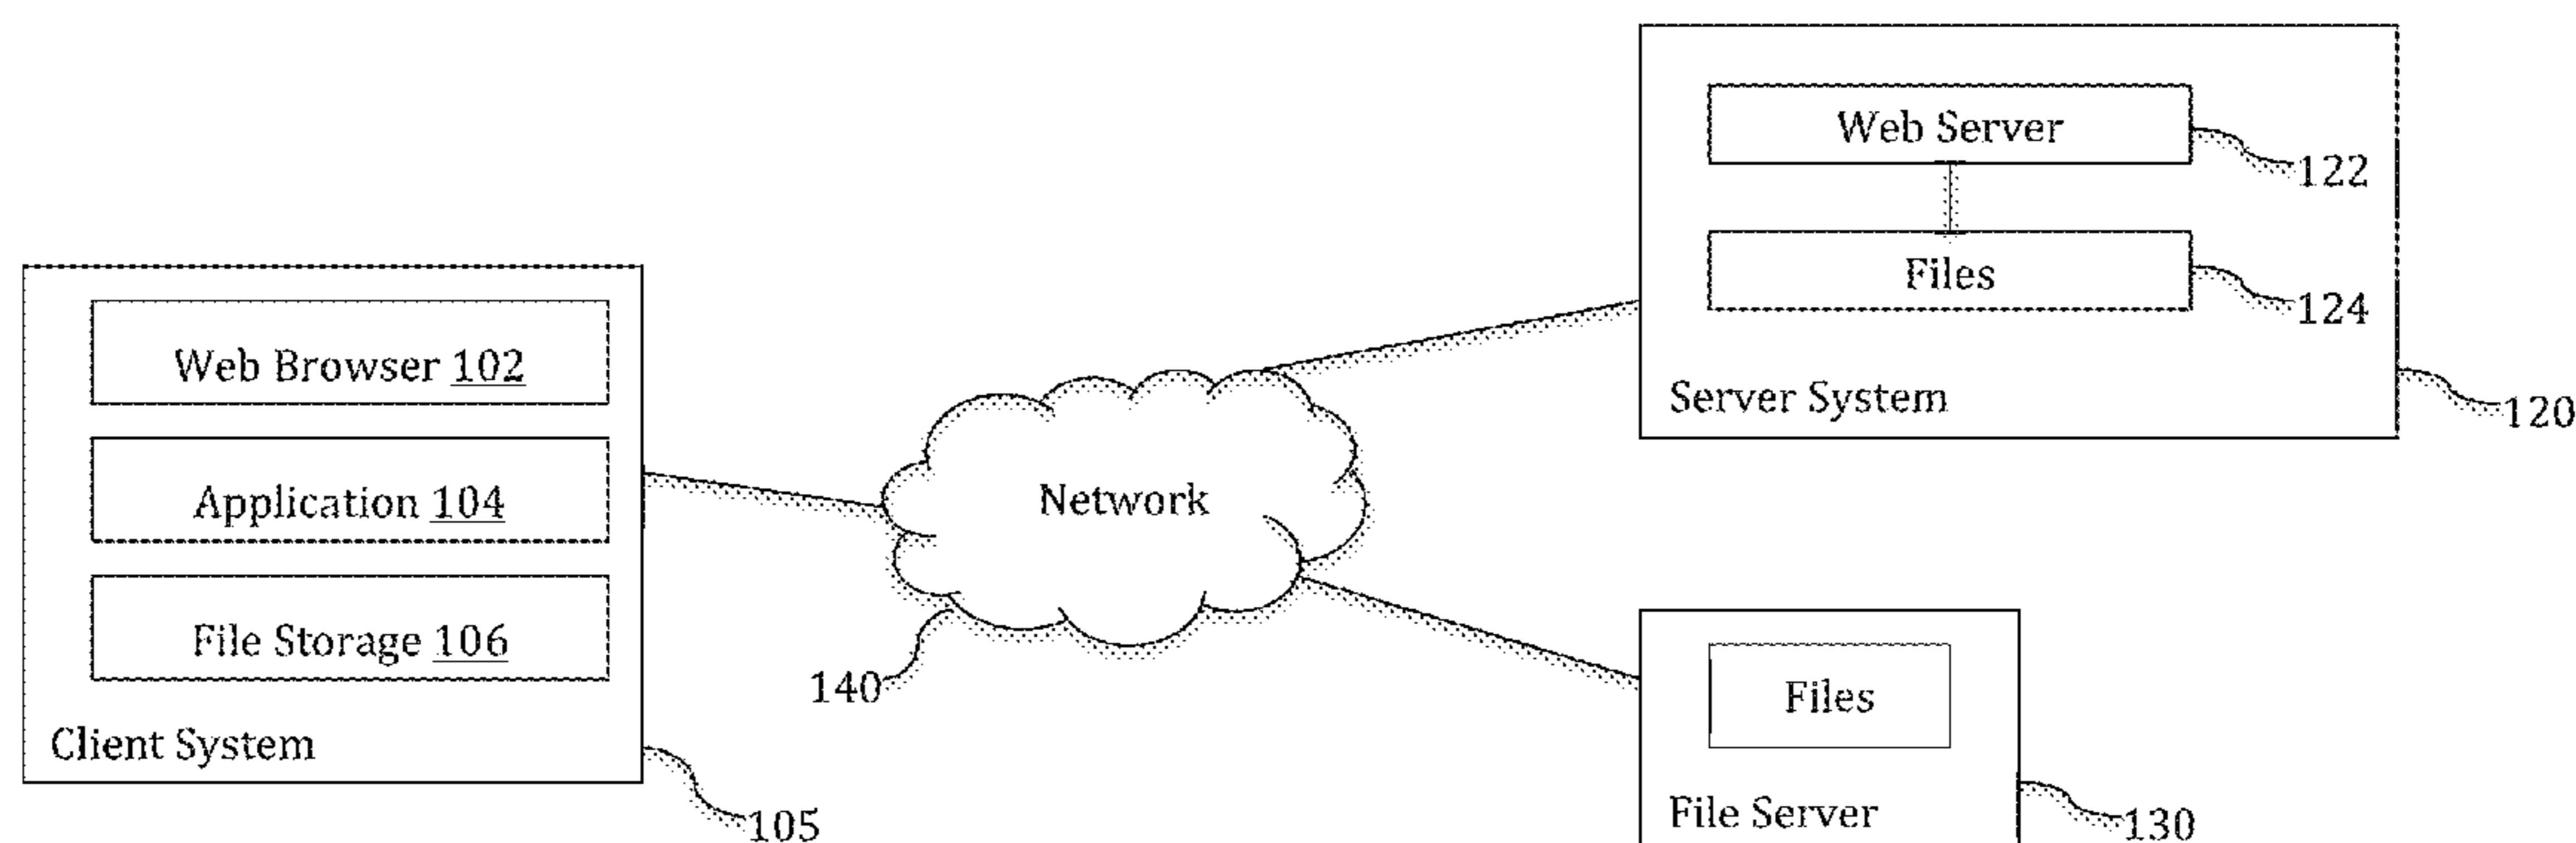 Web Browser 102
Application 104
File Storage 106
Client System
105
Network
140
Web Server
122
Files
124
Server System
120
Files
File Server
130